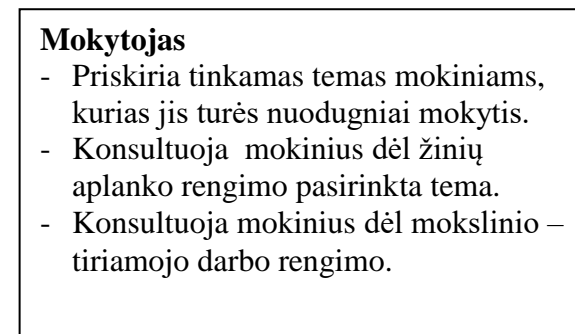 Mokytojas
- Priskiria tinkamas temas mokiniams,
kurias jis turės nuodugniai mokytis.
- Konsultuoja mokinius dėl žinių
aplanko rengimo pasirinkta tema.
- Konsultuoja mokinius dėl mokslinio –
tiriamojo darbo rengimo.